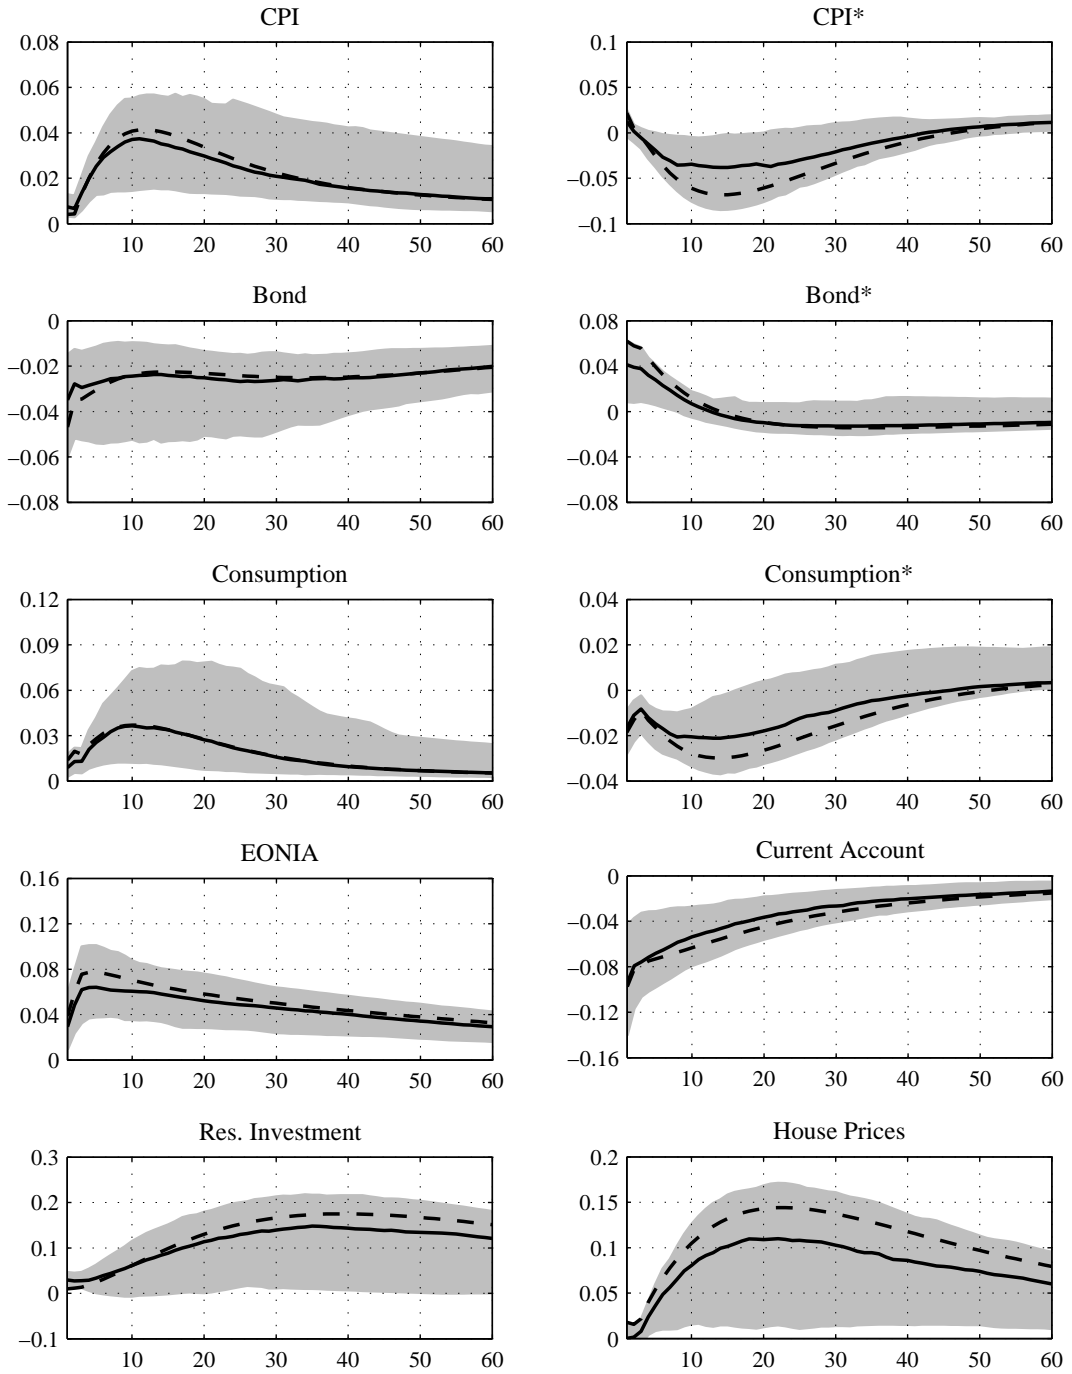 CPI
0.08
0.06
0.04
0.02
0
10 20 30 40 50 60
CPI*
0.1
0.05
0
−0.05
−0.1
10 20 30 40 50 60
Bond
0
−0.02
−0.04
−0.06
−0.08
10 20 30 40 50 60
Bond*
0.08
0.04
0
−0.04
−0.08
10 20 30 40 50 60
Consumption
0.12
0.09
0.06
0.03
0
10 20 30 40 50 60
Consumption*
0.04
0.02
0
−0.02
−0.04
10 20 30 40 50 60
EONIA
0.16
0.12
0.08
0.04
0
10 20 30 40 50 60
Current Account
0
−0.04
−0.08
−0.12
−0.16
10 20 30 40 50 60
Res. Investment
0.3
0.2
0.1
0
−0.1
10 20 30 40 50 60
House Prices
0.2
0.15
0.1
0.05
0
10 20 30 40 50 60